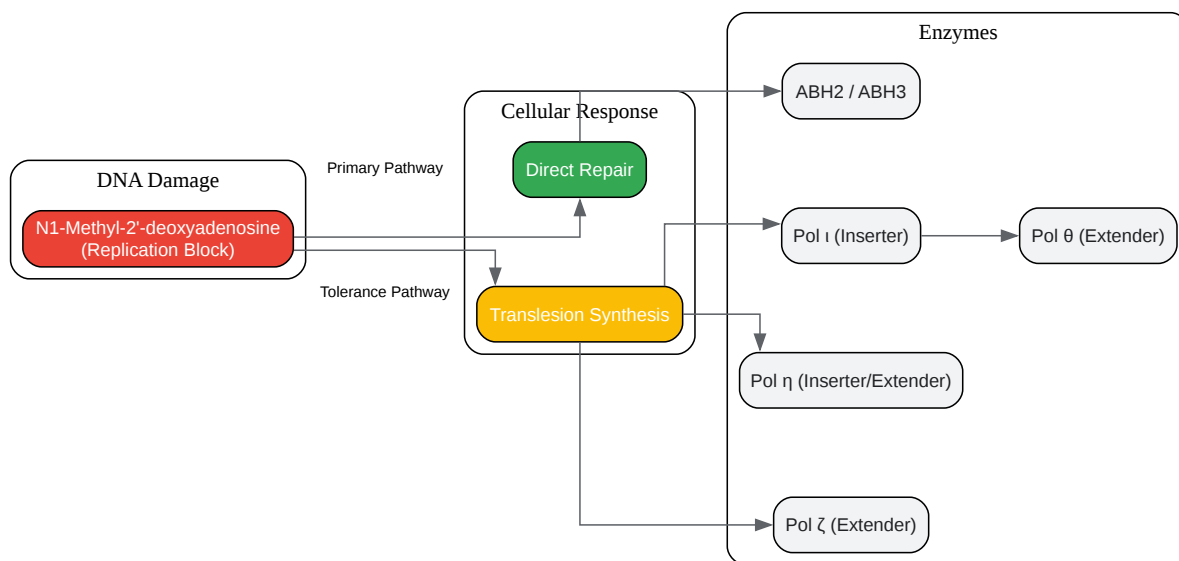 Enzymes
ABH2 / ABH3
Cellular Response
Primary Pathway
Direct Repair
DNA Damage
N1-Methyl-2'-deoxyadenosine
(Replication Block)
Pol ι (Inserter)
Pol θ (Extender)
Tolerance Pathway
Translesion Synthesis
Pol η (Inserter/Extender)
Pol ζ (Extender)